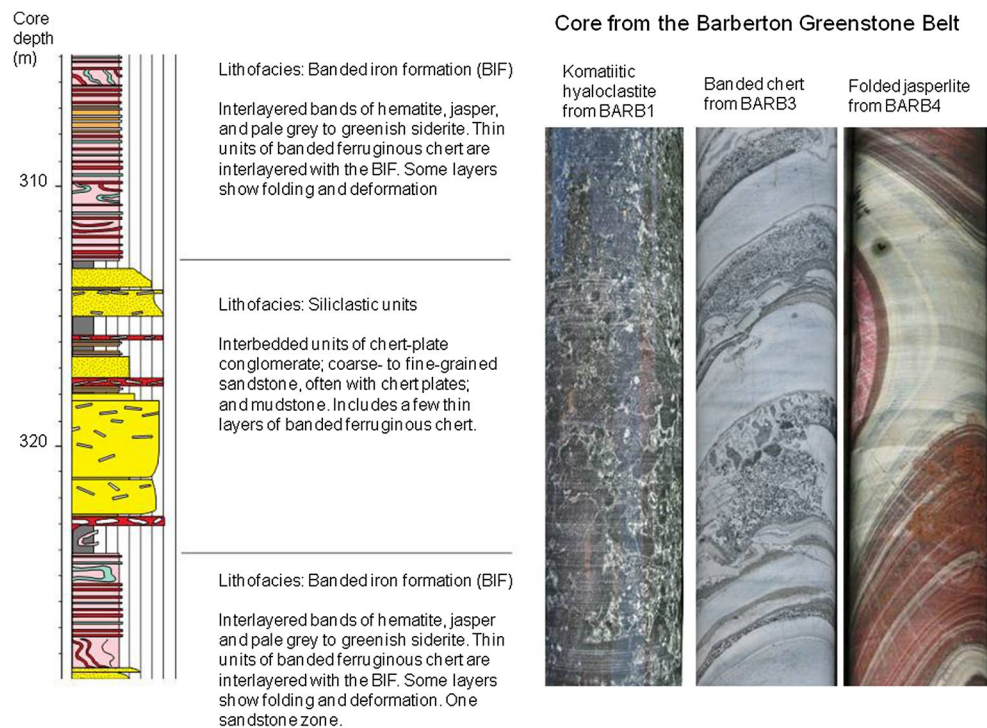 Core
depth
(m)
310
320
Lithofacies: Banded iron formation (BIF)
Interlayered bands of hematite, jasper,
and pale grey to greenish siderite. Thin
units of banded ferruginous chert are
interlayered with the BIF. Some layers
show folding and deformation
Lithofacies: Siliclastic units
Interbedded units of chert-plate
conglomerate; coarse- to fine-grained
sandstone, often with chert plates;
and mudstone. Includes a few thin
layers of banded ferruginous chert.
Lithofacies: Banded iron formation (BIF)
Interlayered bands of hematite, jasper
and pale grey to greenish siderite. Thin
units of banded ferruginous chert are
interlayered with the BIF. Some layers
show folding and deformation. One
sandstone zone.
Core from the Barberton Greenstone Belt
Komatiitic
hyaloclastite
from BARB1
Banded chert
from BARB3
Folded jasperlite
from BARB4